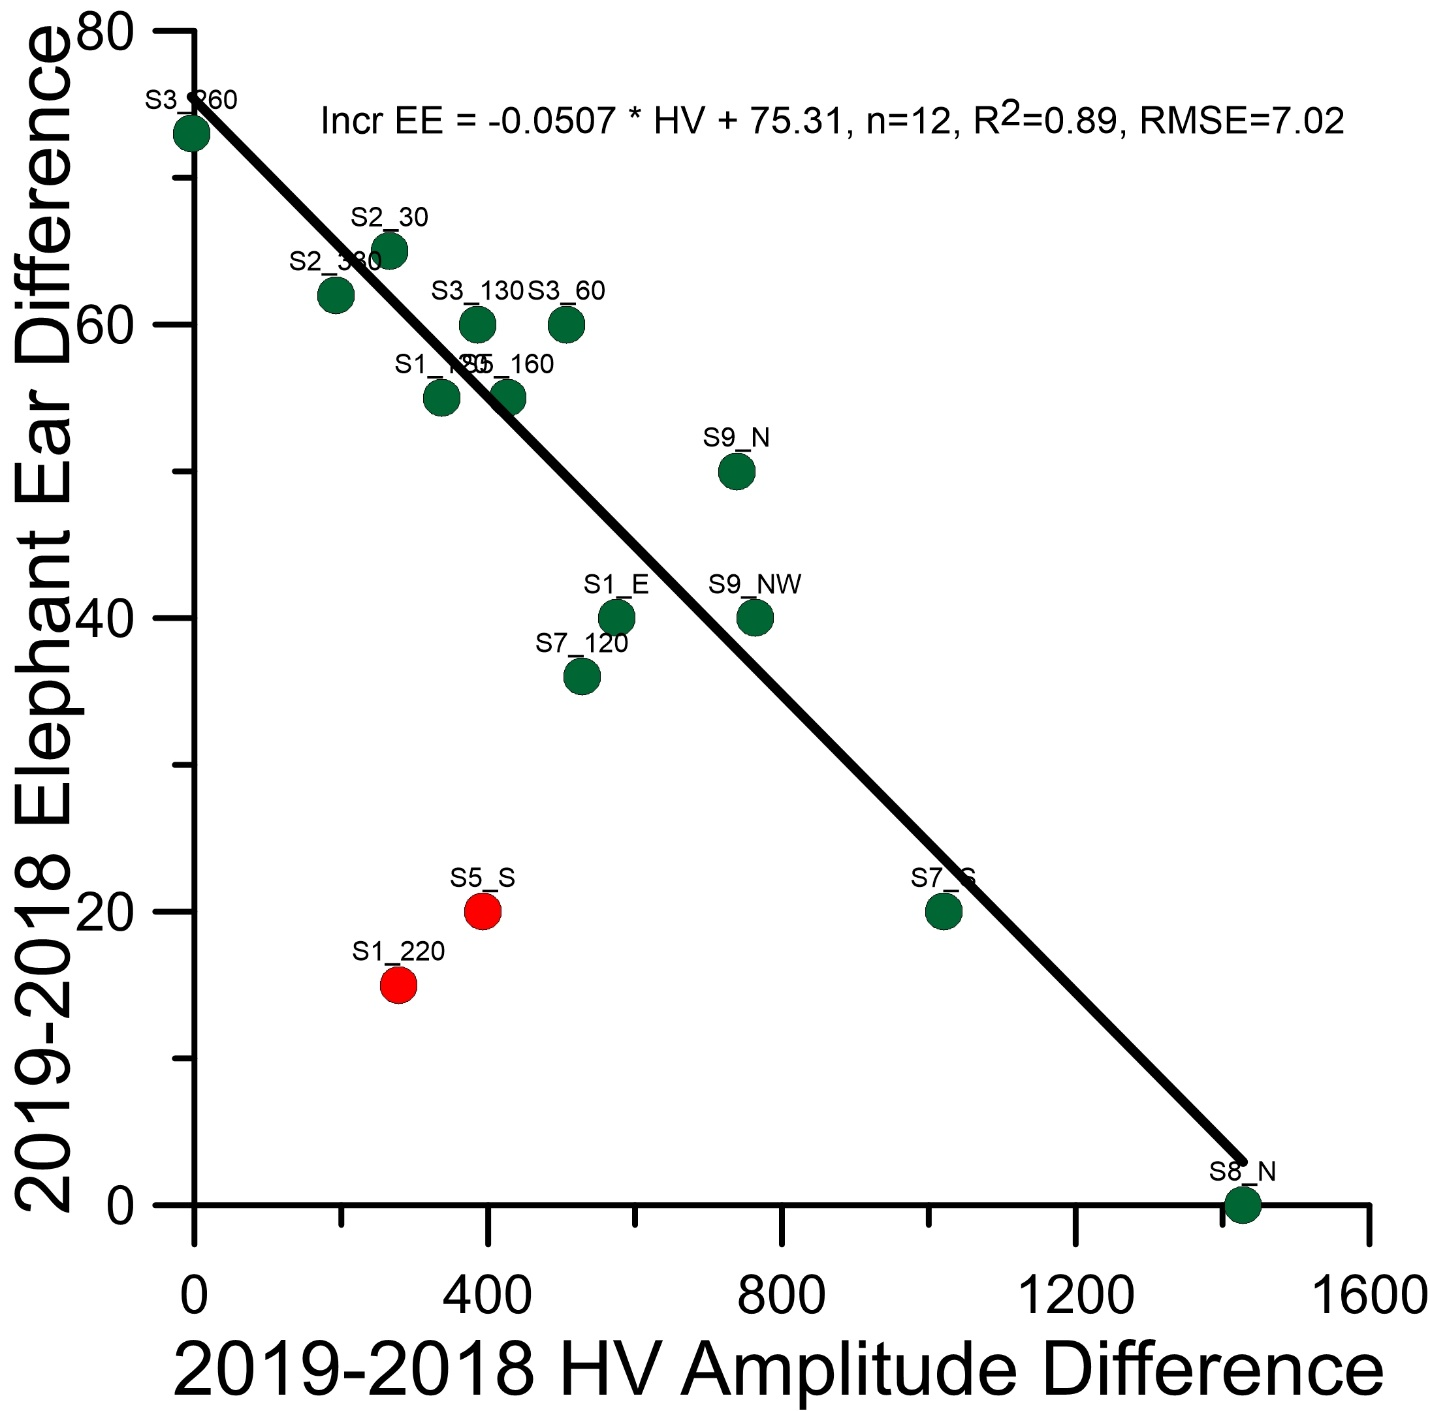 80
S3_260
Incr EE = -0.0507 * HV + 75.31, n=12, R2=0.89, RMSE=7.02
S2_30
S2_330
S3_130
S3_60
60
S5_160
S9_N
S1_E
S9_NW
40
S7_120
S5_S
S7_S
20
S1_220
S8_N
0
0
400
800
1200
1600
2019-2018 HV Amplitude Difference
2019-2018 Elephant Ear Difference